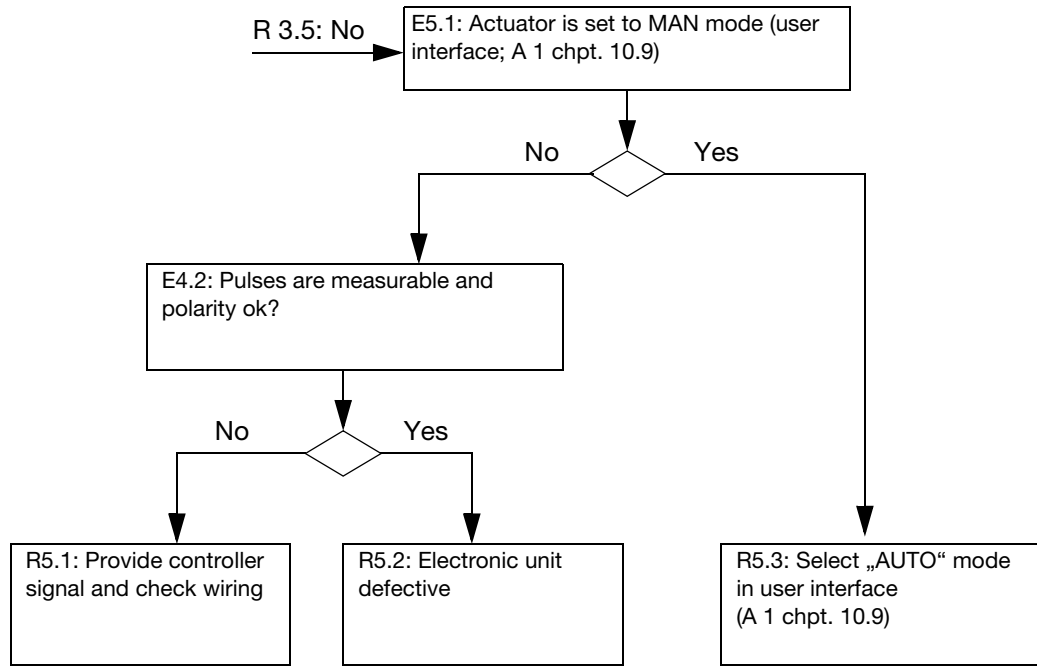 R 3.5: No
E5.1: Actuator is set to MAN mode (user
interface; A 1 chpt. 10.9)
No
Yes
E4.2: Pulses are measurable and
polarity ok?
No
Yes
R5.1: Provide controller
signal and check wiring
R5.2: Electronic unit
defective
R5.3: Select „AUTO“ mode
in user interface
(A 1 chpt. 10.9)